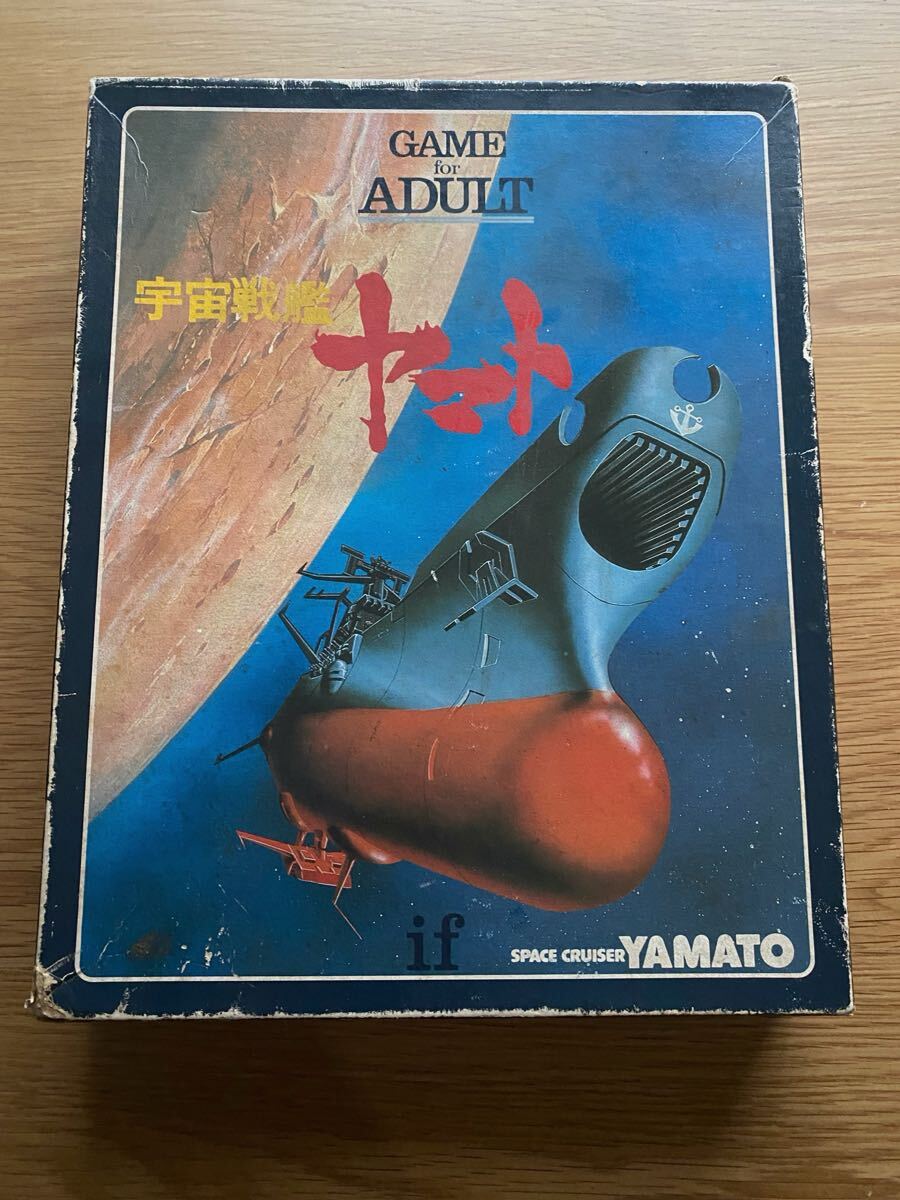 GAME
for
ADULT
宇宙戦艦
ヤマト
if
SPACE CRUISER YAMATO